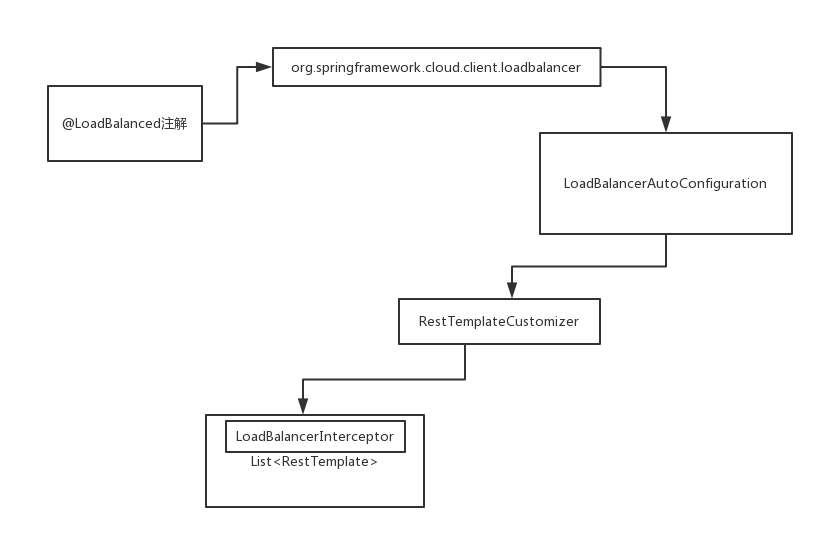 org.springframework.cloud.client.loadbalancer
@LoadBalanced注解
LoadBalancerAutoConfiguration
RestTemplateCustomizer
LoadBalancerInterceptor
List<RestTemplate>